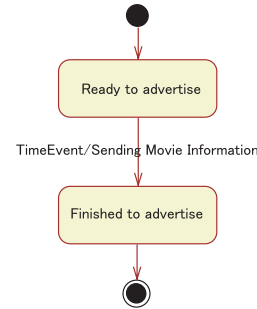 Ready to advertise
TimeEvent/Sending Movie Information
Finished to advertise